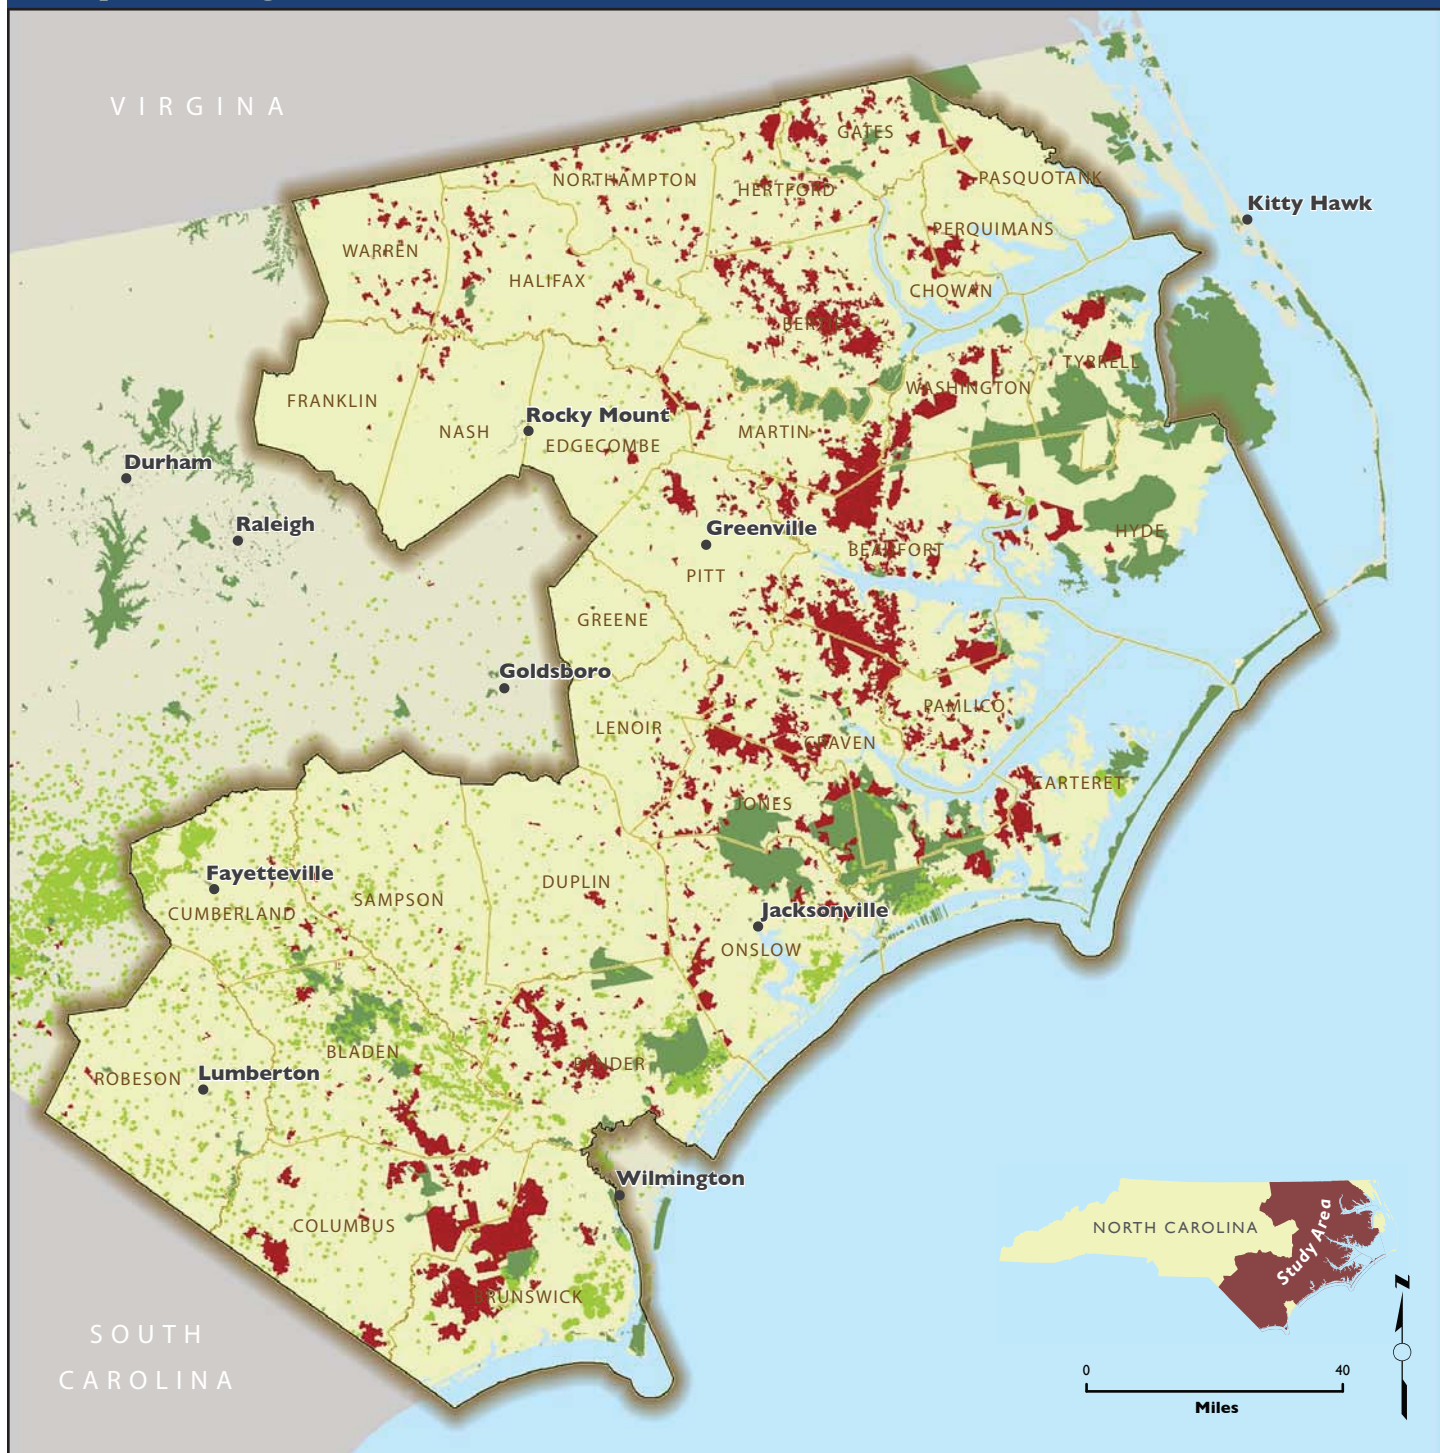 VIRGINA
GATES
NORTHAMPTON
HERTFORD
PASQUOTANK
Kitty Hawk
PERQUIMANS
WARREN
HALIFAX
CHOWAN
TYRRELL
WASHINGTON
FRANKLIN
Rocky Mount
NASH
EDGECOMBE
MARTIN
Durham
Raleigh
Greenville
HYDE
BEAUFORT
PITT
GREENE
Goldsboro
PAMLICO
LENOIR
CRAVEN
CARTERET
JONES
Fayetteville
DUPLIN
SAMPSON
CUMBERLAND
Jacksonville
ONSLOW
BLADEN
PENDER
ROBESON
Lumberton
Wilmington
COLUMBUS
NORTH CAROLINA
Study Area
BRUNSWICK
N
SOUTH
CAROLINA
0 40
Miles